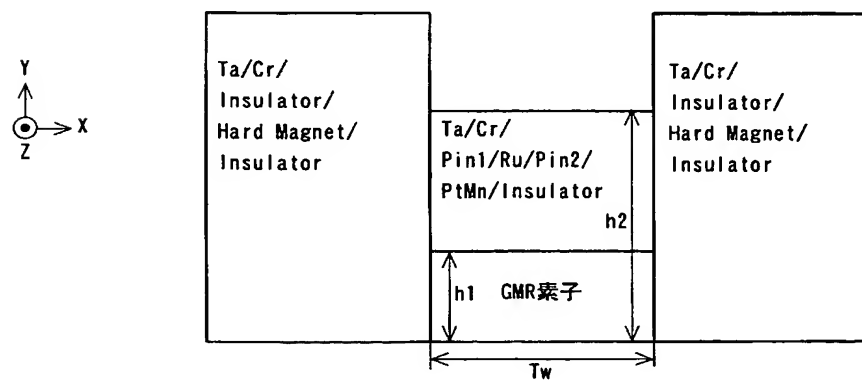 Y
X
Z
Ta/Cr/
Insulator/
Hard Magnet/
Insulator
Ta/Cr/
Pin1/Ru/Pin2/
PtMn/Insulator
h2
h1
GMR素子
Tw
Ta/Cr/
Insulator/
Hard Magnet/
Insulator